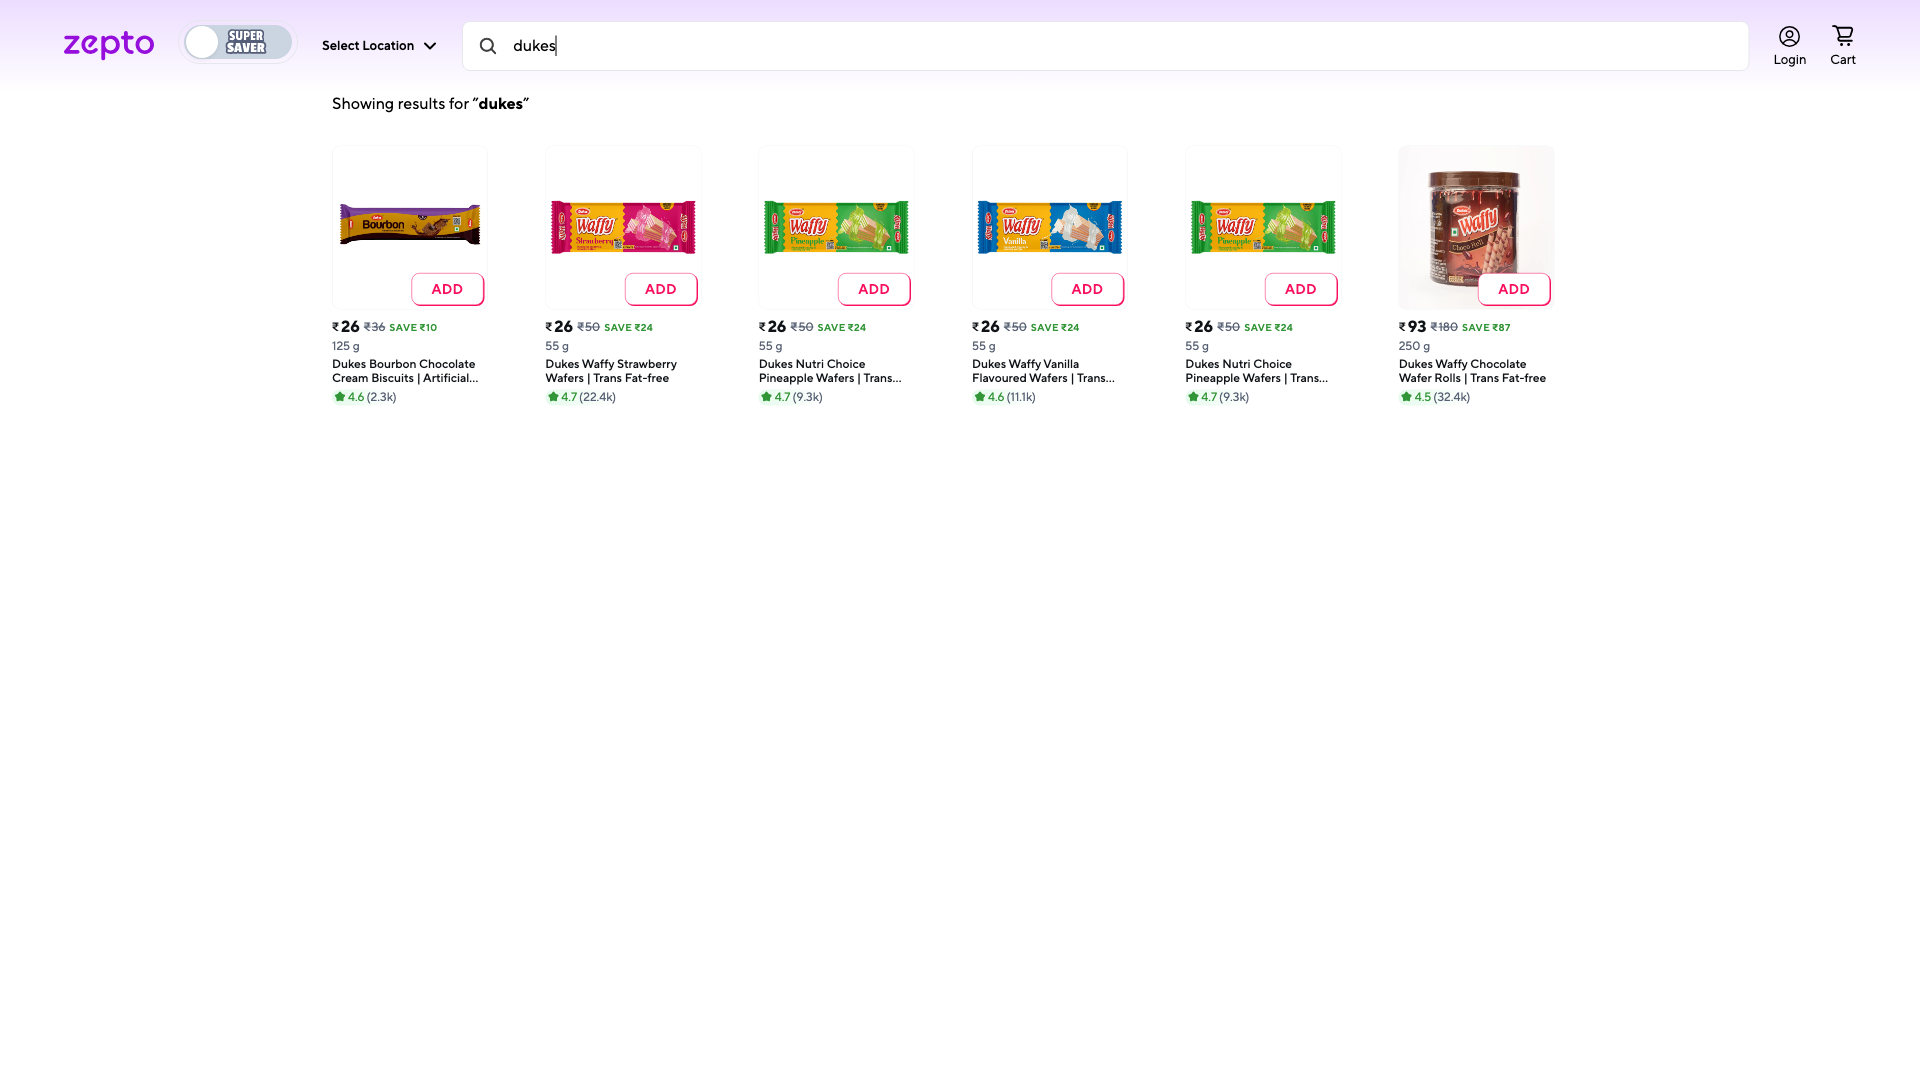 zepto
SUPER
SAVER
Select Location
dukes
Login
Cart
Showing results for “dukes”
Bourbon
ADD
₹26 ₹36 SAVE ₹10
125 g
Dukes Bourbon Chocolate
Cream Biscuits | Artificial...
4.6 (2.3k)
Waffy
Strawberry
ADD
₹26 ₹50 SAVE ₹24
55 g
Dukes Waffy Strawberry
Wafers | Trans Fat-free
4.7 (22.4k)
Waffy
Pineapple
ADD
₹26 ₹50 SAVE ₹24
55 g
Dukes Nutri Choice
Pineapple Wafers | Trans...
4.7 (9.3k)
Waffy
Vanilla
ADD
₹26 ₹50 SAVE ₹24
55 g
Dukes Waffy Vanilla
Flavoured Wafers | Trans...
4.6 (11.1k)
Waffy
Pineapple
ADD
₹26 ₹50 SAVE ₹24
55 g
Dukes Nutri Choice
Pineapple Wafers | Trans...
4.7 (9.3k)
Waffy
Choco Roll
ADD
₹93 ₹180 SAVE ₹87
250 g
Dukes Waffy Chocolate
Wafer Rolls | Trans Fat-free
4.5 (32.4k)